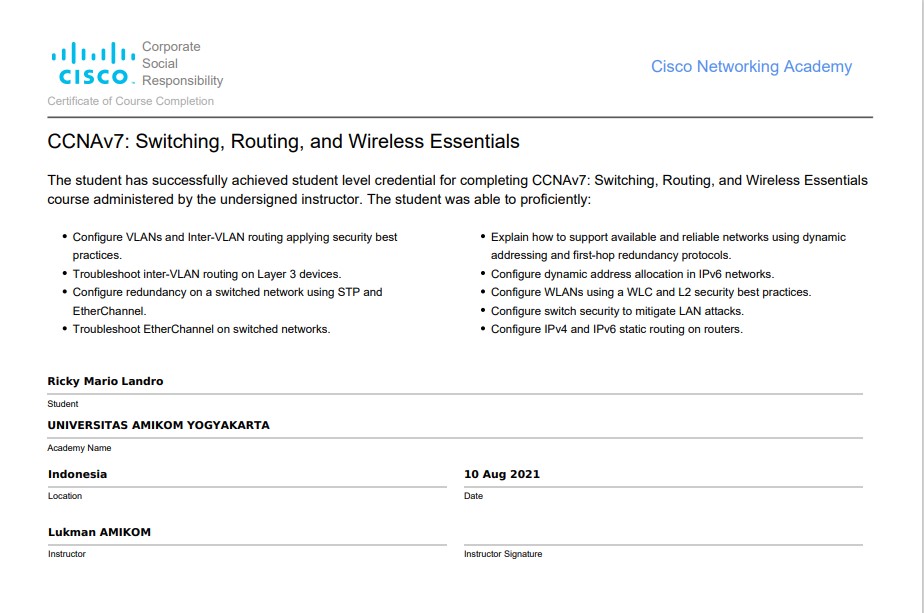 Corporate
Social
Responsibility
CISCO
Cisco Networking Academy
Certificate of Course Completion
CCNAv7: Switching, Routing, and Wireless Essentials
The student has successfully achieved student level credential for completing CCNAv7: Switching, Routing, and Wireless Essentials
course administered by the undersigned instructor. The student was able to proficiently:
• Configure VLANs and Inter-VLAN routing applying security best
practices.
• Troubleshoot inter-VLAN routing on Layer 3 devices.
• Configure redundancy on a switched network using STP and
EtherChannel.
• Troubleshoot EtherChannel on switched networks.
• Explain how to support available and reliable networks using dynamic
addressing and first-hop redundancy protocols.
• Configure dynamic address allocation in IPv6 networks.
• Configure WLANs using a WLC and L2 security best practices.
• Configure switch security to mitigate LAN attacks.
• Configure IPv4 and IPv6 static routing on routers.
Ricky Mario Landro
Student
UNIVERSITAS AMIKOM YOGYAKARTA
Academy Name
Indonesia
Location
10 Aug 2021
Date
Lukman AMIKOM
Instructor
Instructor Signature